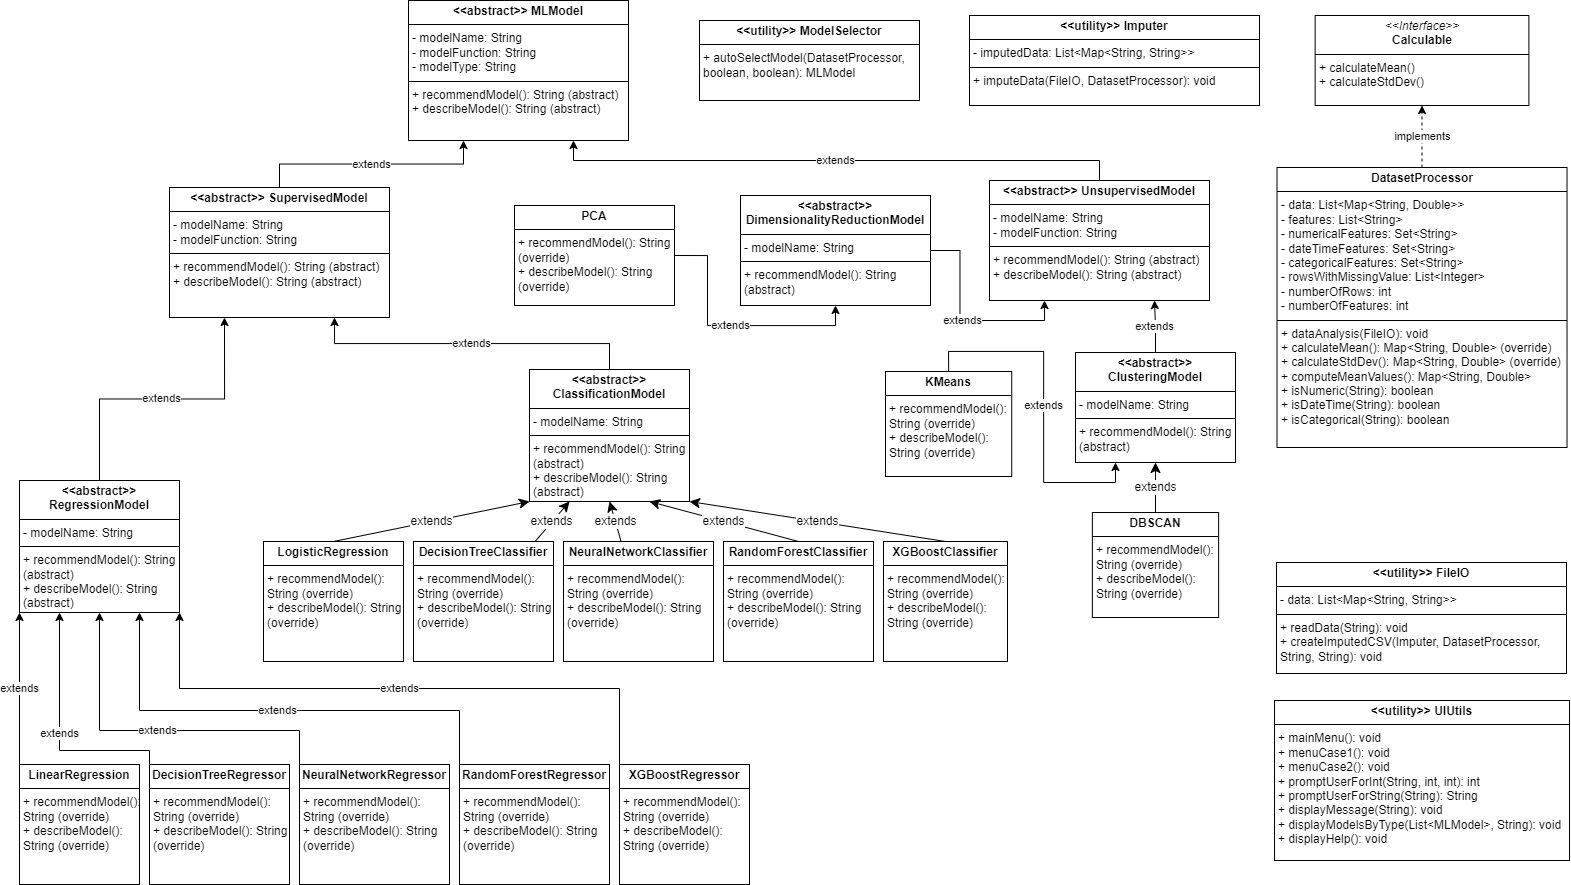 <<abstract>> MLModel
- modelName: String
- modelFunction: String
- modelType: String
+ recommendModel(): String (abstract)
+ describeModel(): String (abstract)
<<utility>> ModelSelector
+ autoSelectModel(DatasetProcessor,
boolean, boolean): MLModel
<<utility>> Imputer
- imputedData: List<Map<String, String>>
+ imputeData(FileIO, DatasetProcessor): void
<<Interface>>
Calculable
+ calculateMean()
+ calculateStdDev()
implements
extends
extends
<<abstract>> SupervisedModel
- modelName: String
- modelFunction: String
+ recommendModel(): String (abstract)
+ describeModel(): String (abstract)
PCA
+ recommendModel(): String
(override)
+ describeModel(): String
(override)
extends
<<abstract>>
DimensionalityReductionModel
- modelName: String
+ recommendModel(): String
(abstract)
extends
<<abstract>> UnsupervisedModel
- modelName: String
- modelFunction: String
+ recommendModel(): String (abstract)
+ describeModel(): String (abstract)
extends
DatasetProcessor
- data: List<Map<String, Double>>
- features: List<String>
- numericalFeatures: Set<String>
- dateTimeFeatures: Set<String>
- categoricalFeatures: Set<String>
- rowsWithMissingValue: List<Integer>
- numberOfRows: int
- numberOfFeatures: int
+ dataAnalysis(FileIO): void
+ calculateMean(): Map<String, Double> (override)
+ calculateStdDev(): Map<String, Double> (override)
+ computeMeanValues(): Map<String, Double>
+ isNumeric(String): boolean
+ isDateTime(String): boolean
+ isCategorical(String): boolean
extends
extends
<<abstract>>
ClassificationModel
- modelName: String
+ recommendModel(): String
(abstract)
+ describeModel(): String
(abstract)
KMeans
+ recommendModel():
String (override)
+ describeModel():
String (override)
extends
<<abstract>>
ClusteringModel
- modelName: String
+ recommendModel(): String
(abstract)
extends
DBSCAN
+ recommendModel():
String (override)
+ describeModel():
String (override)
<<abstract>>
RegressionModel
- modelName: String
+ recommendModel(): String
(abstract)
+ describeModel(): String
(abstract)
extends
extends
extends
extends
extends
LogisticRegression
+ recommendModel():
String (override)
+ describeModel(): String
(override)
DecisionTreeClassifier
+ recommendModel():
String (override)
+ describeModel(): String
(override)
NeuralNetworkClassifier
+ recommendModel():
String (override)
+ describeModel(): String
(override)
RandomForestClassifier
+ recommendModel():
String (override)
+ describeModel(): String
(override)
XGBoostClassifier
+ recommendModel():
String (override)
+ describeModel():
String (override)
<<utility>> FileIO
- data: List<Map<String, String>>
+ readData(String): void
+ createImputedCSV(Imputer, DatasetProcessor,
String, String): void
extends
extends
extends
extends
extends
LinearRegression
+ recommendModel():
String (override)
+ describeModel():
String (override)
DecisionTreeRegressor
+ recommendModel():
String (override)
+ describeModel(): String
(override)
NeuralNetworkRegressor
+ recommendModel():
String (override)
+ describeModel(): String
(override)
RandomForestRegressor
+ recommendModel():
String (override)
+ describeModel(): String
(override)
XGBoostRegressor
+ recommendModel():
String (override)
+ describeModel():
String (override)
<<utility>> UIUtils
+ mainMenu(): void
+ menuCase1(): void
+ menuCase2(): void
+ promptUserForInt(String, int, int): int
+ promptUserForString(String): String
+ displayMessage(String): void
+ displayModelsByType(List<MLModel>, String): void
+ displayHelp(): void